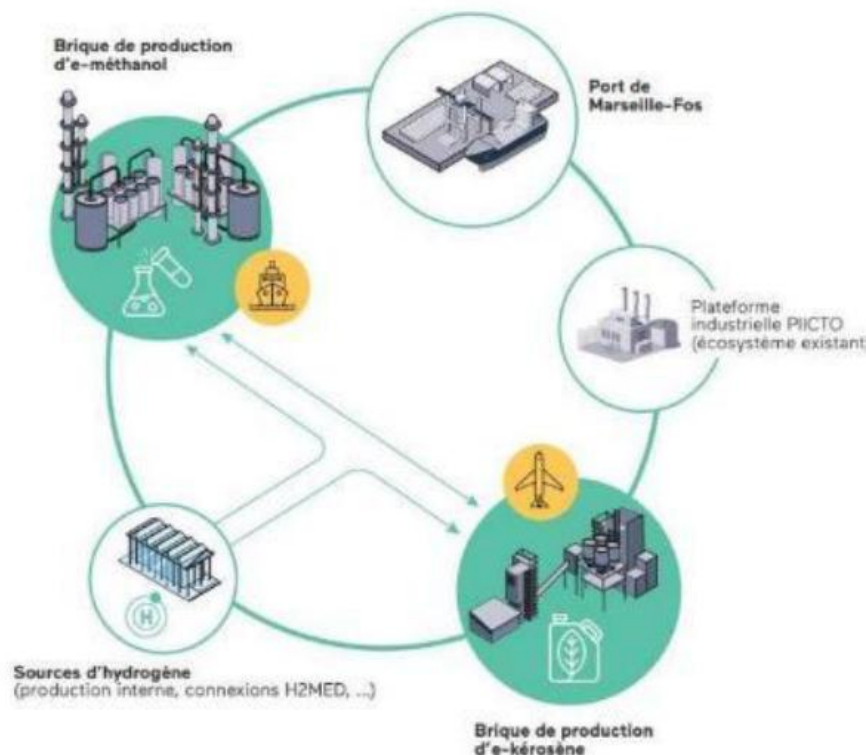 Brique de production
d'e-méthanol
Port de
Marseille-Fos
Plateforme
industrielle PIICTO
(écosystème existant)
H
Sources d'hydrogène
(production interne, connexions H2MED, ...)
Brique de production
d'e-kérosène